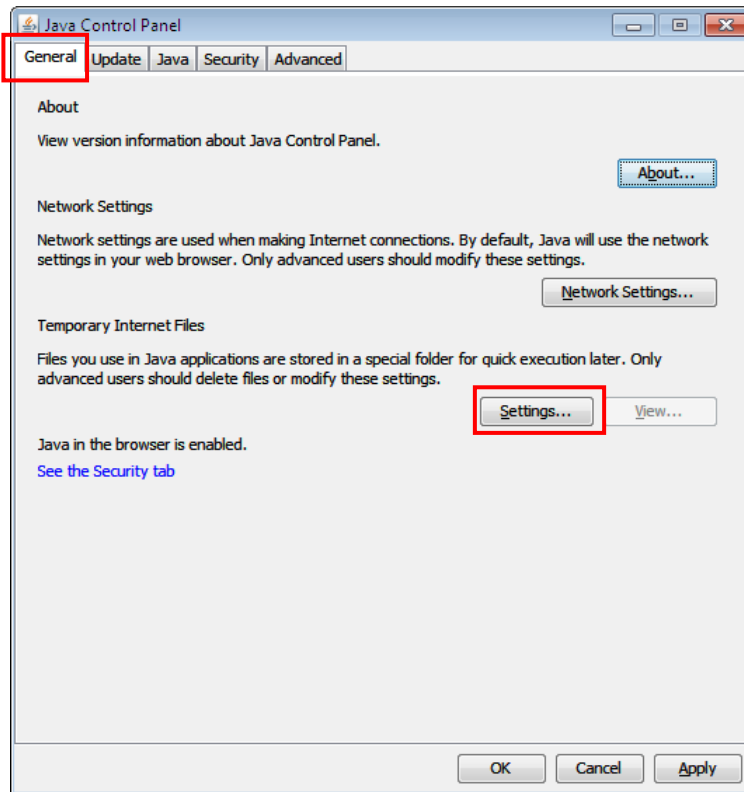 Java Control Panel
General Update Java Security Advanced
About
View version information about Java Control Panel.
About...
Network Settings
Network settings are used when making Internet connections. By default, Java will use the network
settings in your web browser. Only advanced users should modify these settings.
Network Settings...
Temporary Internet Files
Files you use in Java applications are stored in a special folder for quick execution later. Only
advanced users should delete files or modify these settings.
Settings... View...
Java in the browser is enabled.
See the Security tab
OK Cancel Apply